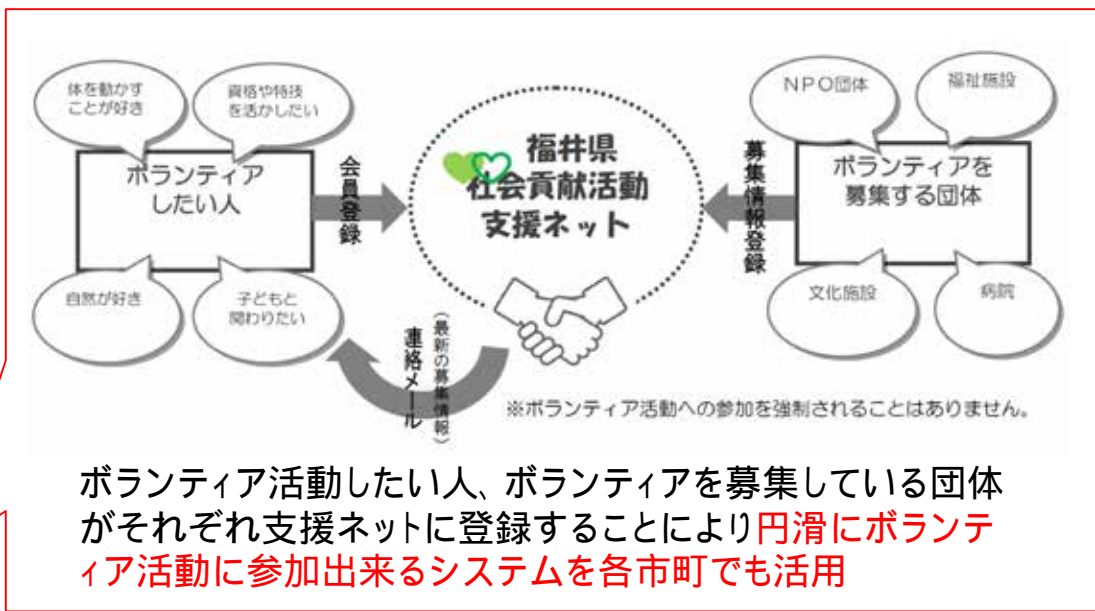 体を動かす
ことが好き
資格や特技
を活かしたい
ボランティア
したい人
自然が好き
子どもと
関わりたい
会員登録
福井県
社会貢献活動
支援ネット
募集情報登録
NPO団体
福祉施設
ボランティアを
募集する団体
文化施設
病院
連絡メール
(最新の募集情報)
※ボランティア活動への参加を強制されることはありません。
ボランティア活動したい人、ボランティアを募集している団体
がそれぞれ支援ネットに登録することにより円滑にボランテ
ィア活動に参加出来るシステムを各市町でも活用